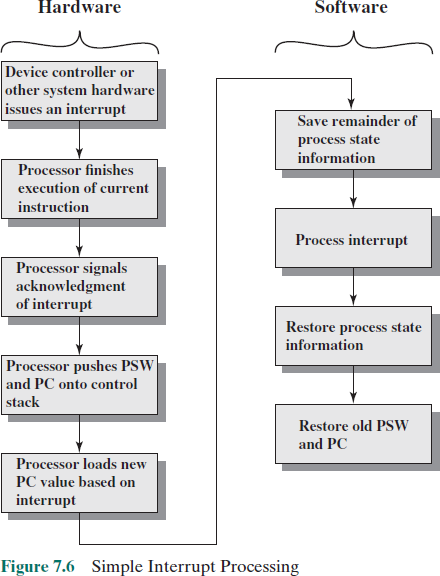 Hardware
Device controller or
other system hardware
issues an interrupt
Processor finishes
execution of current
instruction
Processor signals
acknowledgment
of interrupt
Processor pushes PSW
and PC onto control
stack
Processor loads new
PC value based on
interrupt
Software
Save remainder of
process state
information
Process interrupt
Restore process state
information
Restore old PSW
and PC
Figure 7.6 Simple Interrupt Processing